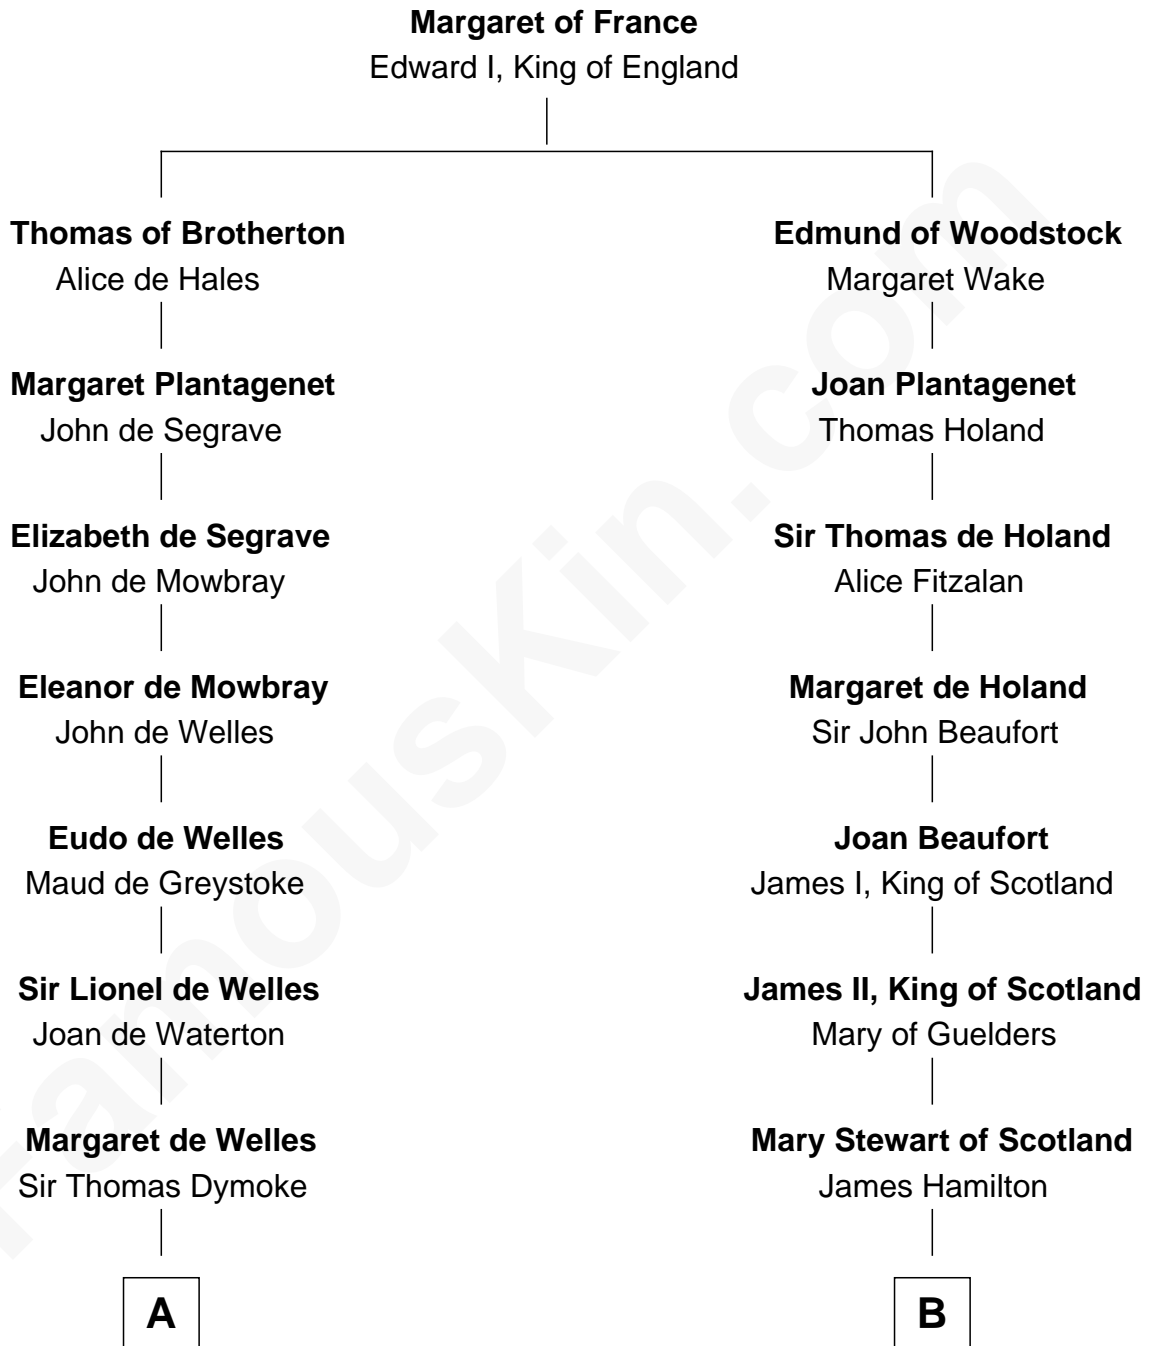 Margaret of France
Edward I, King of England
Thomas of Brotherton
Alice de Hales
Edmund of Woodstock
Margaret Wake
Margaret Plantagenet
John de Segrave
Joan Plantagenet
Thomas Holand
Elizabeth de Segrave
John de Mowbray
Sir Thomas de Holand
Alice Fitzalan
Eleanor de Mowbray
John de Welles
Margaret de Holand
Sir John Beaufort
Eudo de Welles
Maud de Greystoke
Joan Beaufort
James I, King of Scotland
Sir Lionel de Welles
Joan de Waterton
James II, King of Scotland
Mary of Guelders
Margaret de Welles
Sir Thomas Dymoke
Mary Stewart of Scotland
James Hamilton
A
B
FamousKin.com